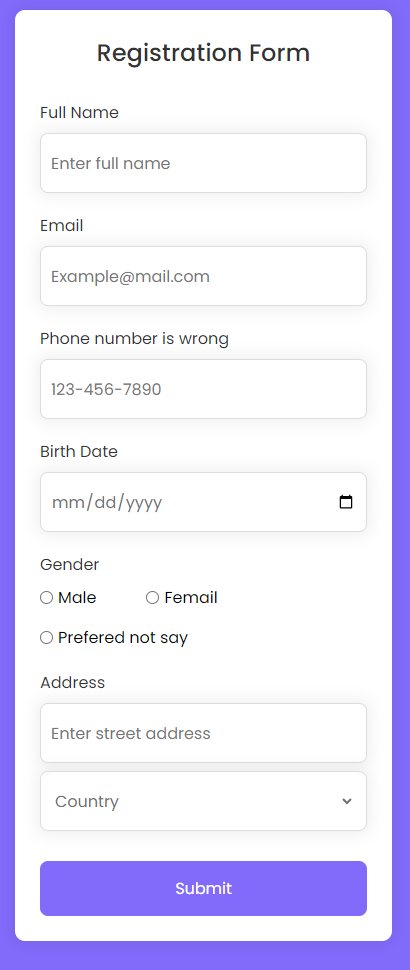 Registration Form
Full Name
Enter full name
Email
Example@mail.com
Phone number is wrong
123-456-7890
Birth Date
mm/dd/yyyy
Gender
Male Femail
Prefered not say
Address
Enter street address
Country
Submit